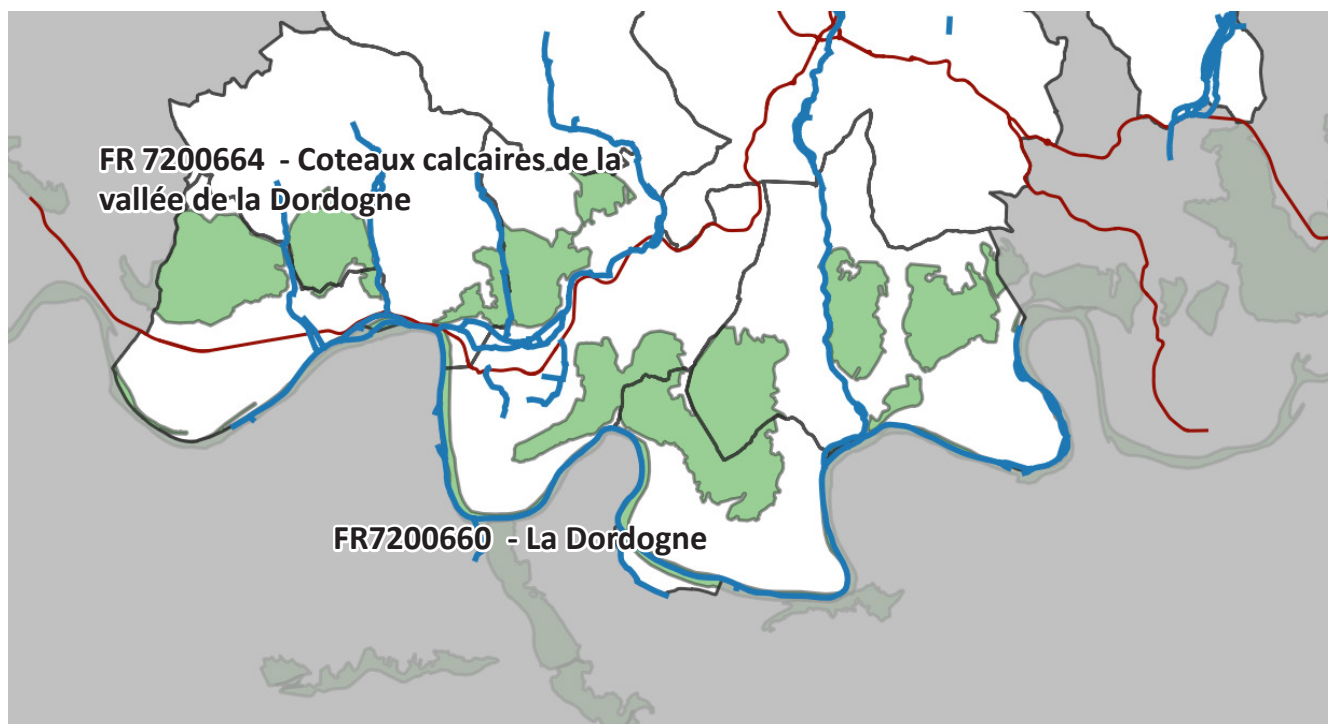 FR 7200664 - Coteaux calcaires de la
vallée de la Dordogne
FR7200660 - La Dordogne